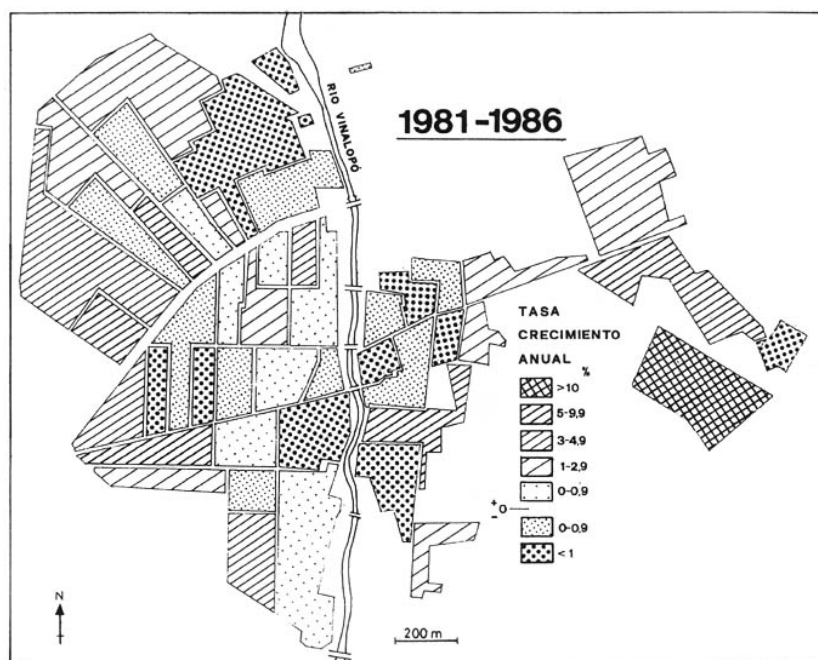 RIO VINALOPÓ
1981-1986
TASA
CRECIMIENTO
ANUAL
%
>10
5-9,9
3-4,9
1-2,9
0-0,9
+
-0
0-0,9
<1
N
200 m